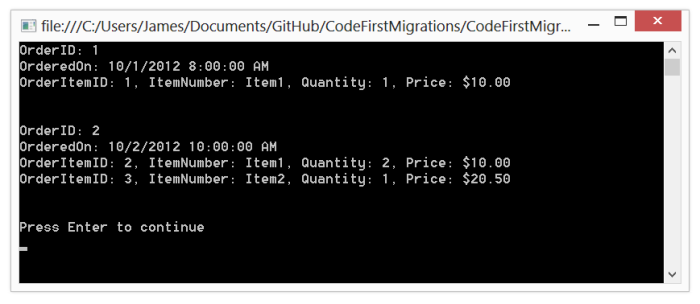 file:///C:/Users/James/Documents/GitHub/CodeFirstMigrations/CodeFirstMigr...
OrderID: 1
OrderedOn: 10/1/2012 8:00:00 AM
OrderItemID: 1, ItemNumber: Item1, Quantity: 1, Price: $10.00
OrderID: 2
OrderedOn: 10/2/2012 10:00:00 AM
OrderItemID: 2, ItemNumber: Item1, Quantity: 2, Price: $10.00
OrderItemID: 3, ItemNumber: Item2, Quantity: 1, Price: $20.50
Press Enter to continue